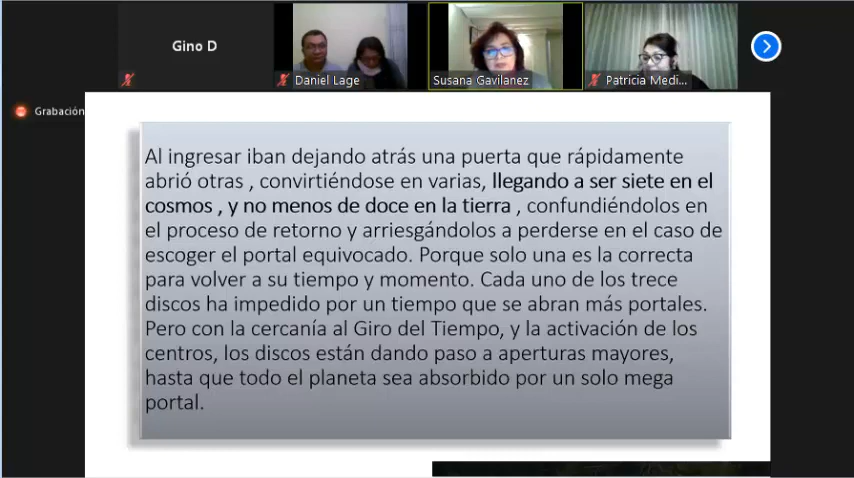 Gino D
Daniel Lage
Susana Gavilanez
Patricia Medi...
Grabación
Al ingresar iban dejando atrás una puerta que rápidamente
abrió otras , convirtiéndose en varias, llegando a ser siete en el
cosmos , y no menos de doce en la tierra , confundiéndolos en
el proceso de retorno y arriesgándolos a perderse en el caso de
escoger el portal equivocado. Porque solo una es la correcta
para volver a su tiempo y momento. Cada uno de los trece
discos ha impedido por un tiempo que se abran más portales.
Pero con la cercanía al Giro del Tiempo, y la activación de los
centros, los discos están dando paso a aperturas mayores,
hasta que todo el planeta sea absorbido por un solo mega
portal.